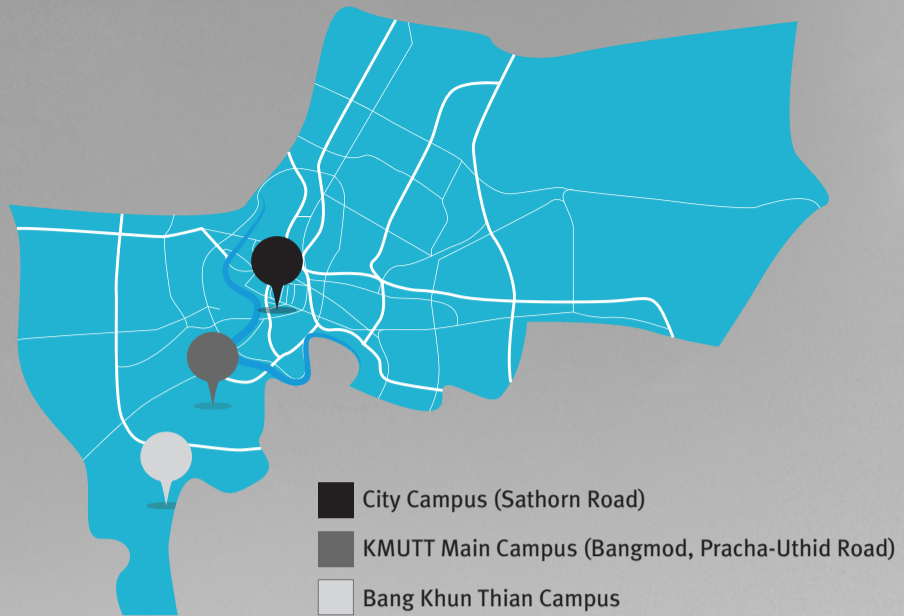 City Campus (Sathorn Road)
KMUTT Main Campus (Bangmod, Pracha-Uthid Road)
Bang Khun Thian Campus